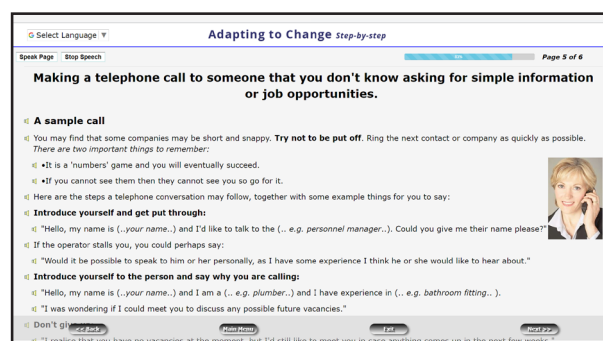 G Select Language ▼
Adapting to Change Step-by-step
Speak Page Stop Speech
Page 5 of 6
Making a telephone call to someone that you don't know asking for simple information
or job opportunities.
A sample call
You may find that some companies may be short and snappy. Try not to be put off. Ring the next contact or company as quickly as possible.
There are two important things to remember:
•It is a 'numbers' game and you will eventually succeed.
•If you cannot see them then they cannot see you so go for it.
Here are the steps a telephone conversation may follow, together with some example things for you to say:
Introduce yourself and get put through:
"Hello, my name is (..your name..) and I'd like to talk to the (.. e.g. personnel manager..). Could you give me their name please?"
If the operator stalls you, you could perhaps say:
"Would it be possible to speak to him or her personally, as I have some experience I think he or she would like to hear about."
Introduce yourself to the person and say why you are calling:
"Hello, my name is (..your name..) and I am a (.. e.g. plumber..) and I have experience in (.. e.g. bathroom fitting.. ).
"I was wondering if I could meet you to discuss any possible future vacancies."
Don't
<< Back Main Menu Exit Next >>
"I realise that you have no vacancies at the moment, but I'd still like to meet you in case anything comes up in the next few weeks."